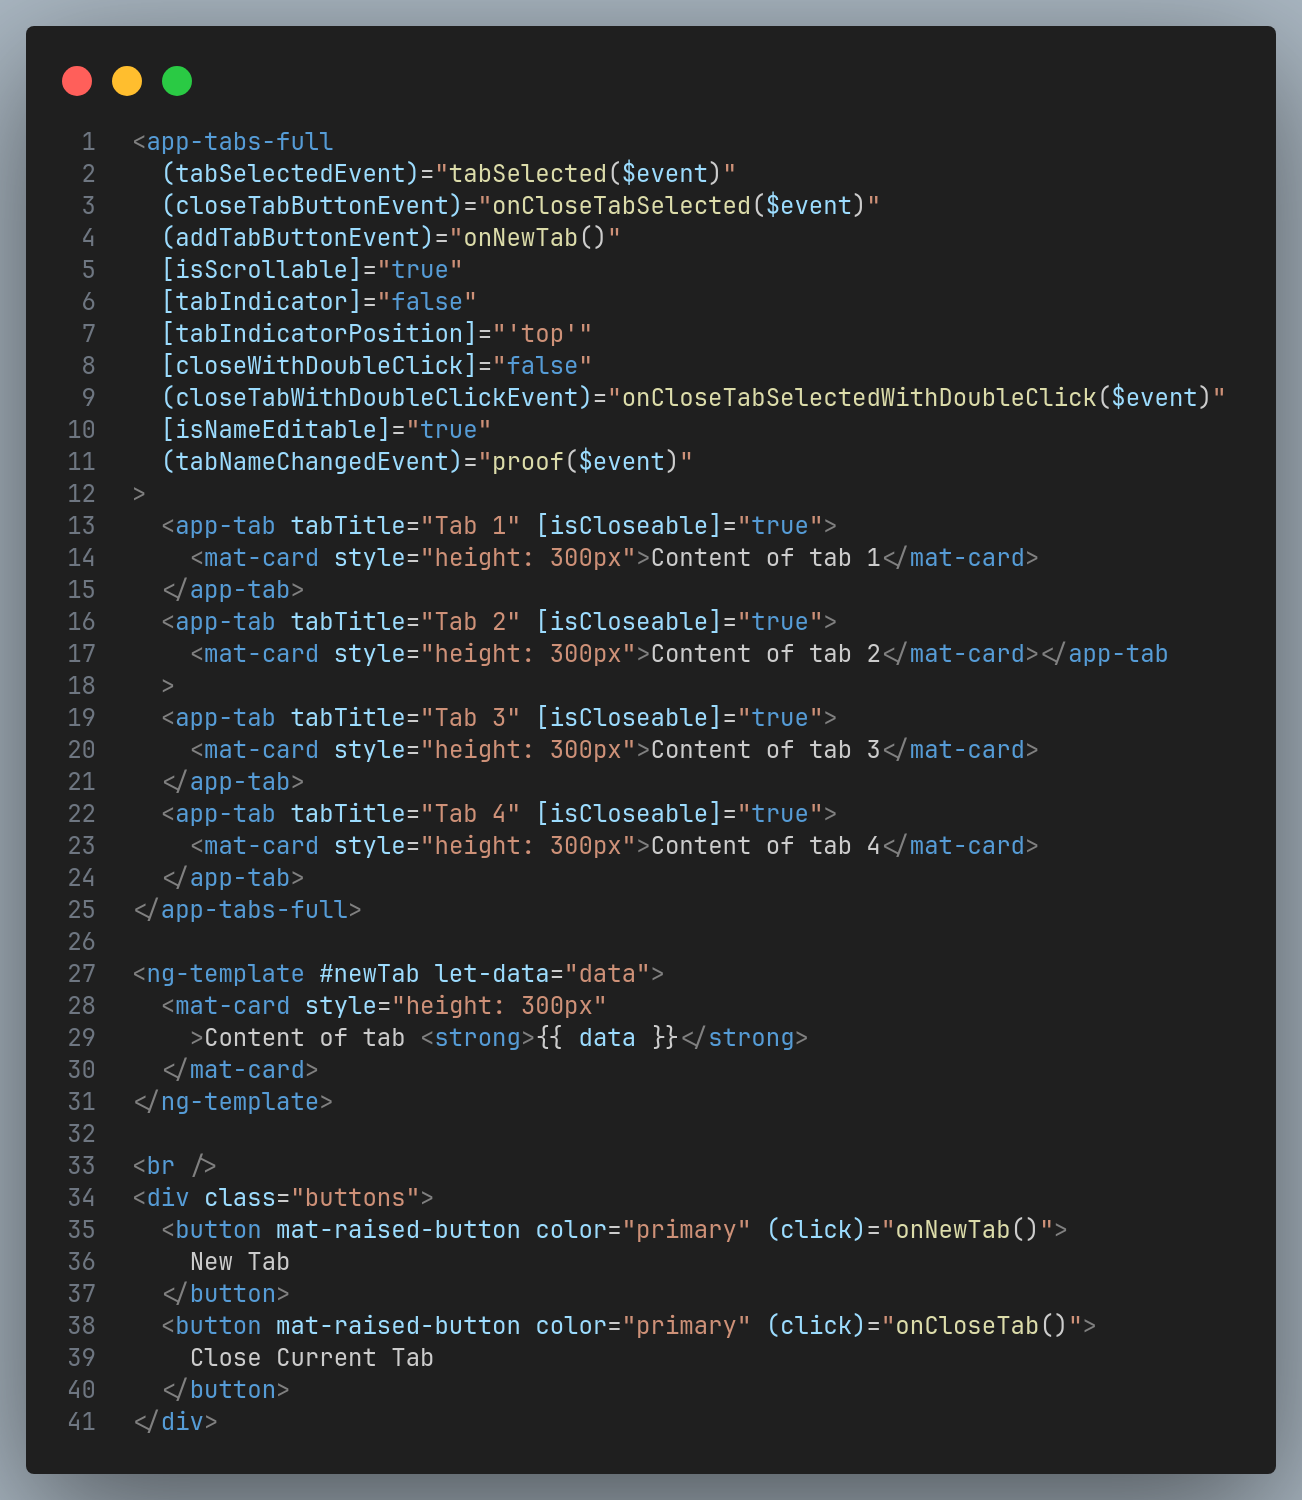 1 <app-tabs-full
2   (tabSelectedEvent)="tabSelected($event)"
3   (closeTabButtonEvent)="onCloseTabSelected($event)"
4   (addTabButtonEvent)="onNewTab()"
5   [isScrollable]="true"
6   [tabIndicator]="false"
7   [tabIndicatorPosition]="'top'"
8   [closeWithDoubleClick]="false"
9   (closeTabWithDoubleClickEvent)="onCloseTabSelectedWithDoubleClick($event)"
10   [isNameEditable]="true"
11   (tabNameChangedEvent)="proof($event)"
12 >
13   <app-tab tabTitle="Tab 1" [isCloseable]="true">
14     <mat-card style="height: 300px">Content of tab 1</mat-card>
15   </app-tab>
16   <app-tab tabTitle="Tab 2" [isCloseable]="true">
17     <mat-card style="height: 300px">Content of tab 2</mat-card></app-tab
18   >
19   <app-tab tabTitle="Tab 3" [isCloseable]="true">
20     <mat-card style="height: 300px">Content of tab 3</mat-card>
21   </app-tab>
22   <app-tab tabTitle="Tab 4" [isCloseable]="true">
23     <mat-card style="height: 300px">Content of tab 4</mat-card>
24   </app-tab>
25 </app-tabs-full>
26
27 <ng-template #newTab let-data="data">
28   <mat-card style="height: 300px"
29     >Content of tab <strong>{{ data }}</strong>
30   </mat-card>
31 </ng-template>
32
33 <br />
34 <div class="buttons">
35   <button mat-raised-button color="primary" (click)="onNewTab()">
36     New Tab
37   </button>
38   <button mat-raised-button color="primary" (click)="onCloseTab()">
39     Close Current Tab
40   </button>
41 </div>